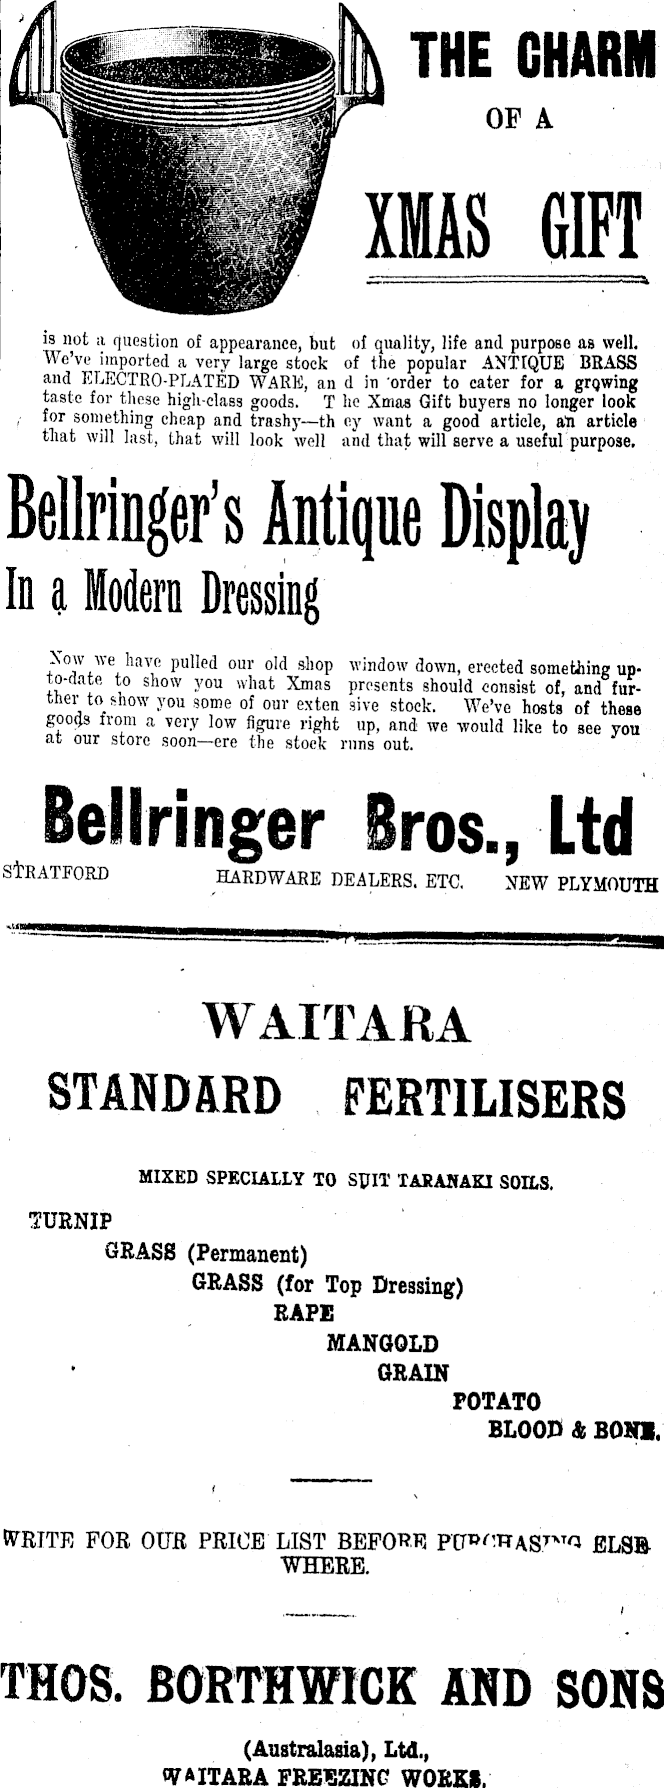 THE CHARM
OF A
XMAS GIFT
is not a question of appearance, but of quality, life and purpose as well.
We've imported a very large stock of the popular ANTIQUE BRASS
and ELECTRO-PLATED WARE, an d in order to cater for a growing
taste for these high-class goods. T he Xmas Gift buyers no longer look
for something cheap and trashy—th ey want a good article, an article
that will last, that will look well and that will serve a useful purpose.
Bellringer's Antique Display
In a Modern Dressing
Now we have pulled our old shop window down, erected something up-
to-date to show you what Xmas presents should consist of, and fur-
ther to show you some of our exten sive stock. We've hosts of these
goods from a very low figure right up, and we would like to see you
at our store soon—ere the stock runs out.
Bellringer Bros., Ltd
STRATFORD HARDWARE DEALERS. ETC. NEW PLYMOUTH
WAITARA
STANDARD FERTILISERS
MIXED SPECIALLY TO SUIT TARANAKI SOILS.
TURNIP
GRASS (Permanent)
GRASS (for Top Dressing)
RAPE
MANGOLD
GRAIN
POTATO
BLOOD & BONE.
WRITE FOR OUR PRICE LIST BEFORE PURCHASING ELSE-
WHERE.
THOS. BORTHWICK AND SONS
(Australasia), Ltd.,
WAITARA FREEZING WORKS.